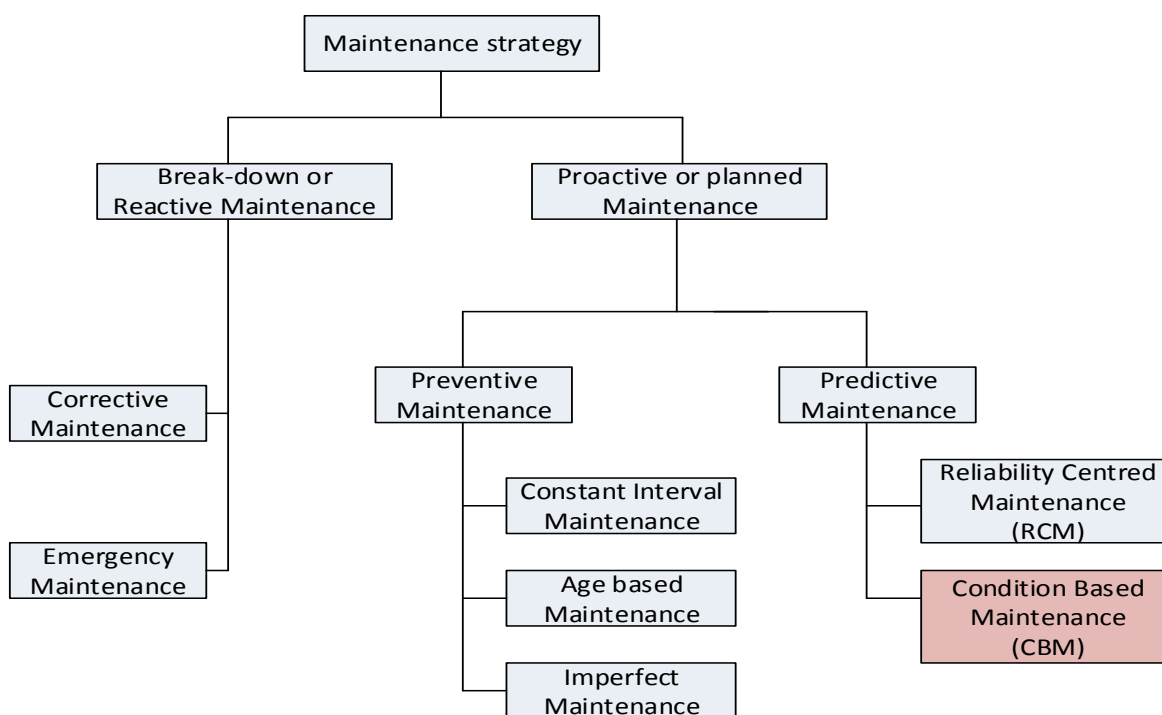 Maintenance strategy
Break-down or
Reactive Maintenance
Proactive or planned
Maintenance
Corrective
Maintenance
Emergency
Maintenance
Preventive
Maintenance
Constant Interval
Maintenance
Age based
Maintenance
Imperfect
Maintenance
Predictive
Maintenance
Reliability Centred
Maintenance
(RCM)
Condition Based
Maintenance
(CBM)